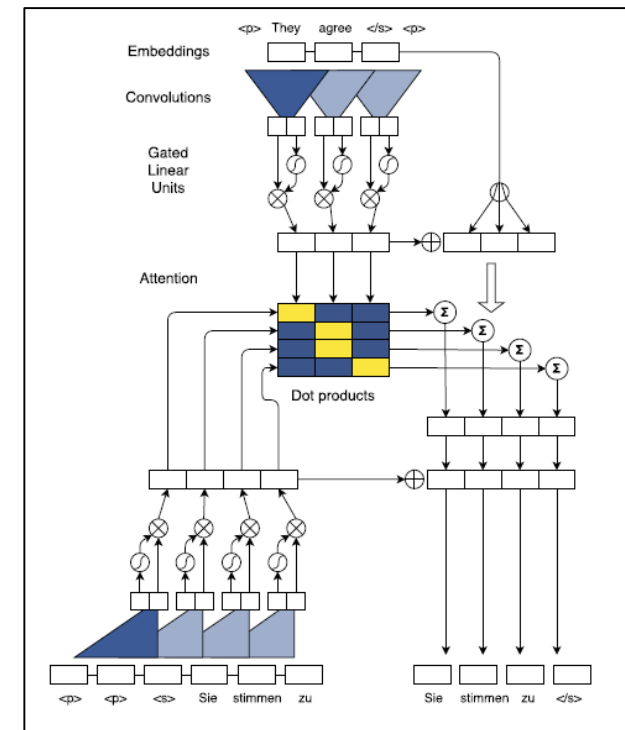 <p> They agree </s> <p>
Embeddings
Convolutions
Gated
Linear
Units
Attention
Σ
Σ
Σ
Σ
Dot products
<p> <p> <s> Sie stimmen zu
Sie stimmen zu </s>